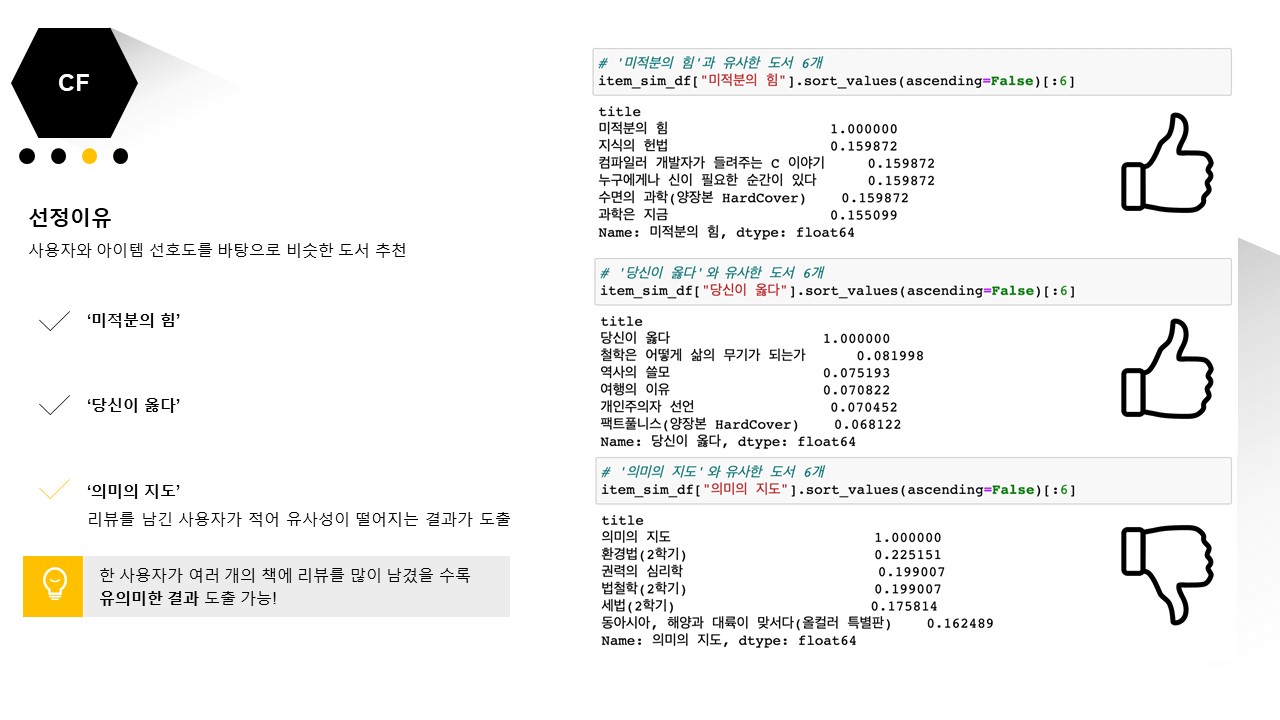 CF
선정이유
사용자와 아이템 선호도를 바탕으로 비슷한 도서 추천
‘미적분의 힘’
‘당신이 옳다’
‘의미의 지도’
리뷰를 남긴 사용자가 적어 유사성이 떨어지는 결과가 도출
한 사용자가 여러 개의 책에 리뷰를 많이 남겼을 수록
유의미한 결과 도출 가능!
# '미적분의 힘'과 유사한 도서 6개
item_sim_df["미적분의 힘"].sort_values(ascending=False)[:6]
title
미적분의 힘 1.000000
지식의 헌법 0.159872
컴파일러 개발자가 들려주는 C 이야기 0.159872
누구에게나 신이 필요한 순간이 있다 0.159872
수면의 과학(양장본 HardCover) 0.159872
과학은 지금 0.155099
Name: 미적분의 힘, dtype: float64
# '당신이 옳다'와 유사한 도서 6개
item_sim_df["당신이 옳다"].sort_values(ascending=False)[:6]
title
당신이 옳다 1.000000
철학은 어떻게 삶의 무기가 되는가 0.081998
역사의 쓸모 0.075193
여행의 이유 0.070822
개인주의자 선언 0.070452
팩트풀니스(양장본 HardCover) 0.068122
Name: 당신이 옳다, dtype: float64
# '의미의 지도'와 유사한 도서 6개
item_sim_df["의미의 지도"].sort_values(ascending=False)[:6]
title
의미의 지도 1.000000
환경법(2학기) 0.225151
권력의 심리학 0.199007
법철학(2학기) 0.199007
세법(2학기) 0.175814
동아시아, 해양과 대륙이 맞서다(올컬러 특별판) 0.162489
Name: 의미의 지도, dtype: float64